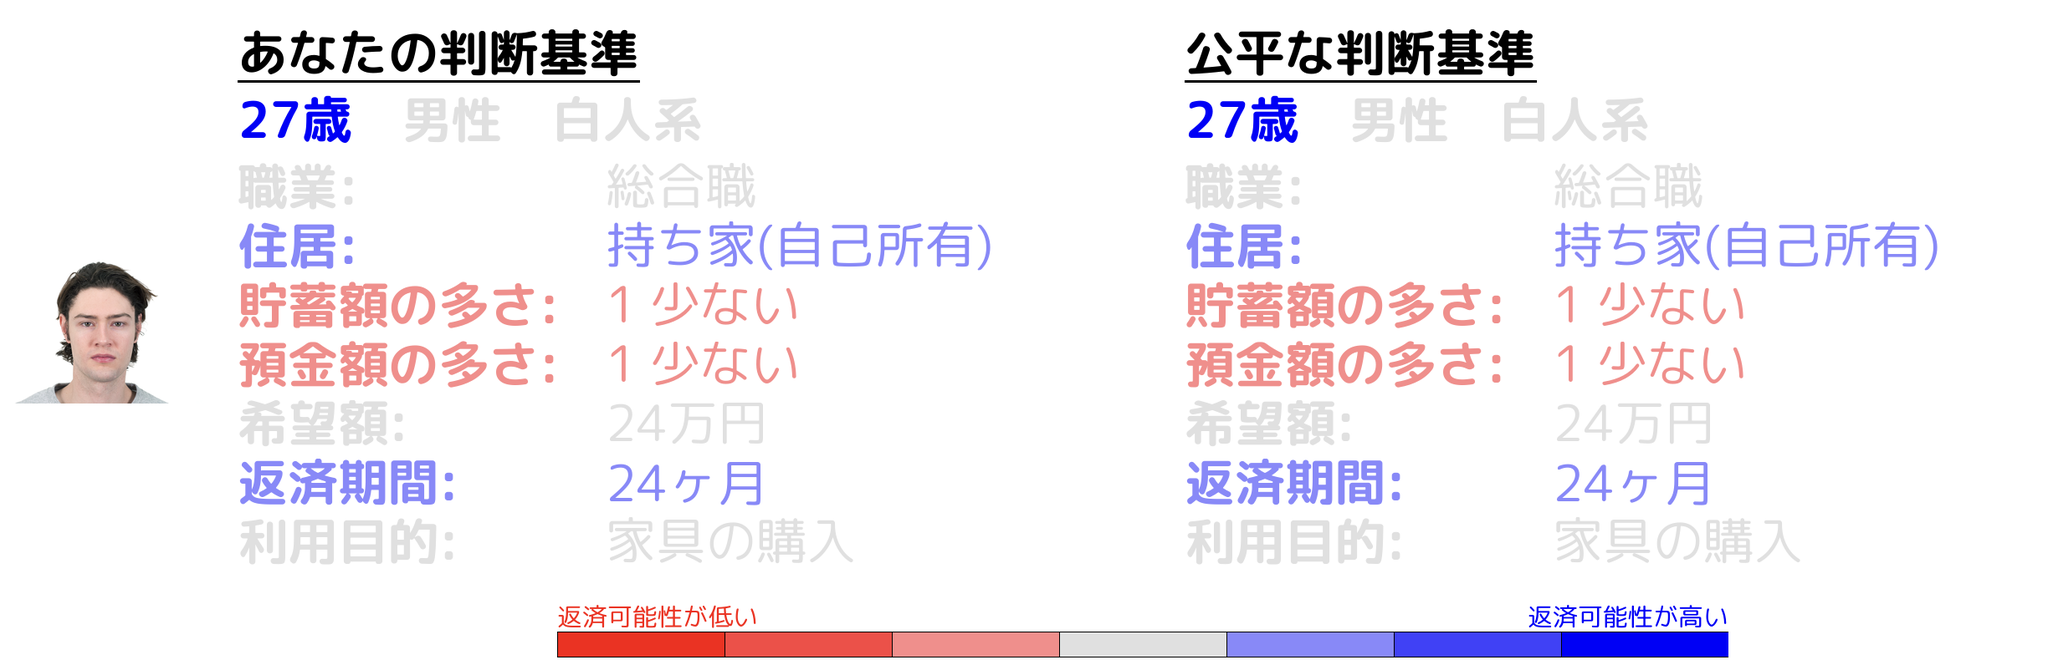 あなたの判断基準
27歳 男性 白人系
職業: 総合職
住居: 持ち家(自己所有)
貯蓄額の多さ: 1 少ない
預金額の多さ: 1 少ない
希望額: 24万円
返済期間: 24ヶ月
利用目的: 家具の購入
公平な判断基準
27歳 男性 白人系
職業: 総合職
住居: 持ち家(自己所有)
貯蓄額の多さ: 1 少ない
預金額の多さ: 1 少ない
希望額: 24万円
返済期間: 24ヶ月
利用目的: 家具の購入
返済可能性が低い
返済可能性が高い